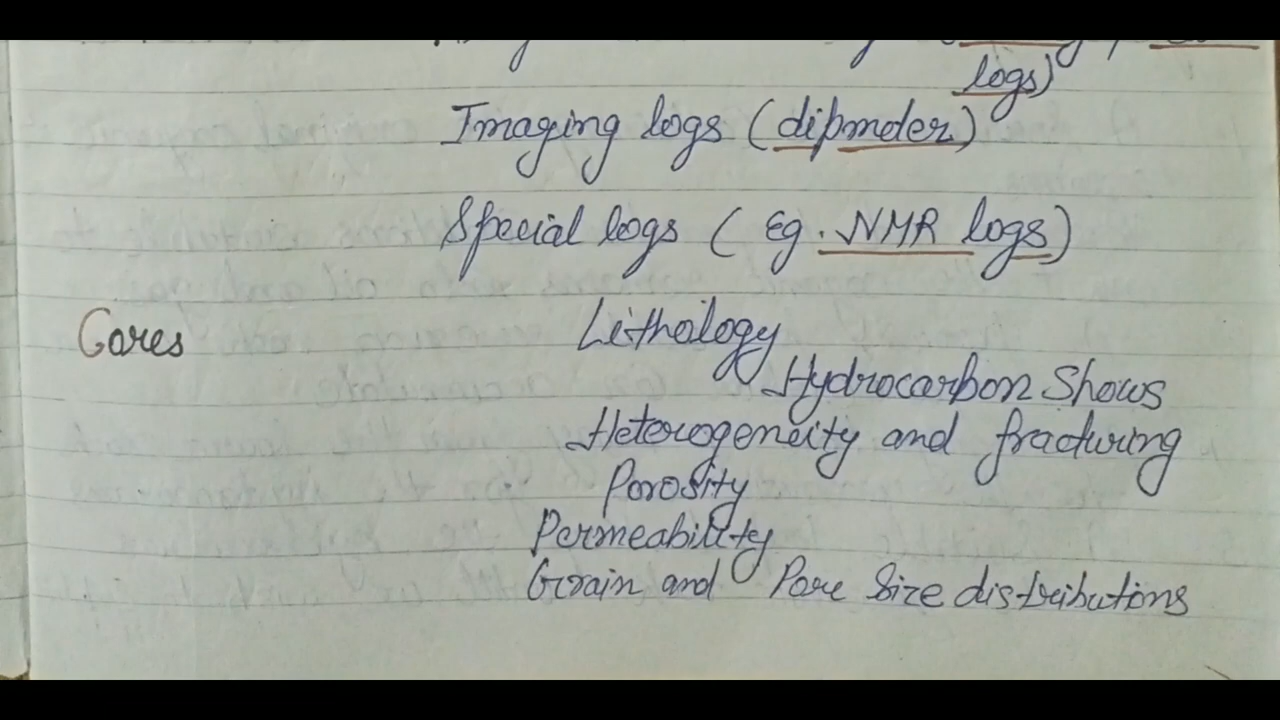 logs)
Imaging logs (dipmeter)
Special logs ( Eg. NMR logs)
Cores Lithology
Hydrocarbon Shows
Heterogeneity and fracturing
Porosity
Permeability
Grain and Pore Size distributions